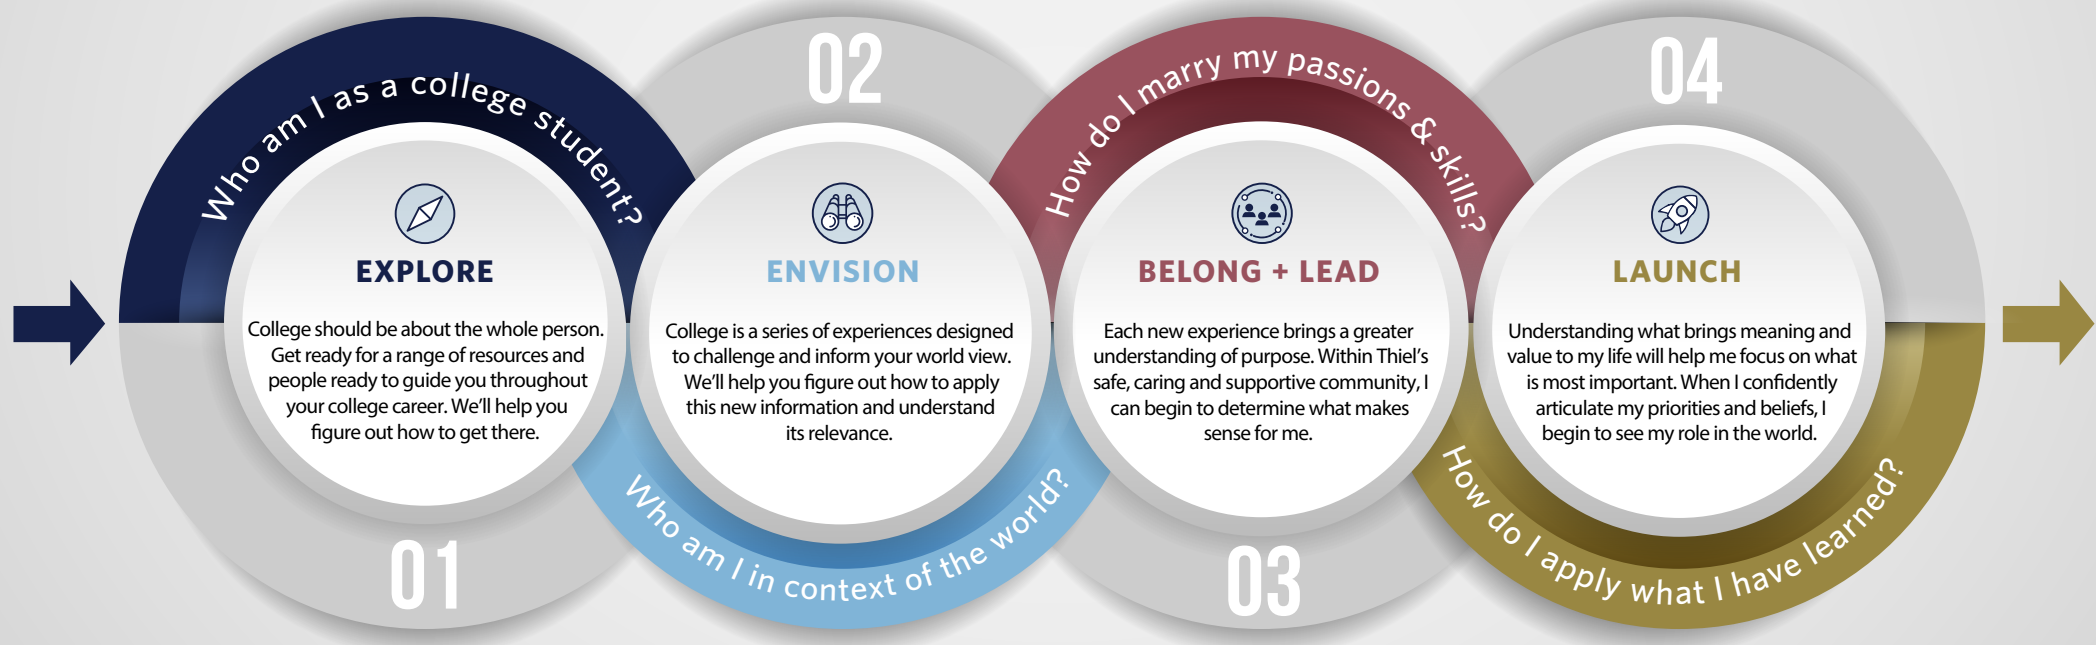 Who am I as a college student?
EXPLORE
College should be about the whole person.
Get ready for a range of resources and
people ready to guide you throughout
your college career. We'll help you
figure out how to get there.
01
02
ENVISION
College is a series of experiences designed
to challenge and inform your world view.
We'll help you figure out how to apply
this new information and understand
its relevance.
Who am I in context of the world?
How do I marry my passions & skills?
BELONG + LEAD
Each new experience brings a greater
understanding of purpose. Within Thiel's
safe, caring and supportive community, I
can begin to determine what makes
sense for me.
03
04
LAUNCH
Understanding what brings meaning and
value to my life will help me focus on what
is most important. When I confidently
articulate my priorities and beliefs, I
begin to see my role in the world.
How do I apply what I have learned?